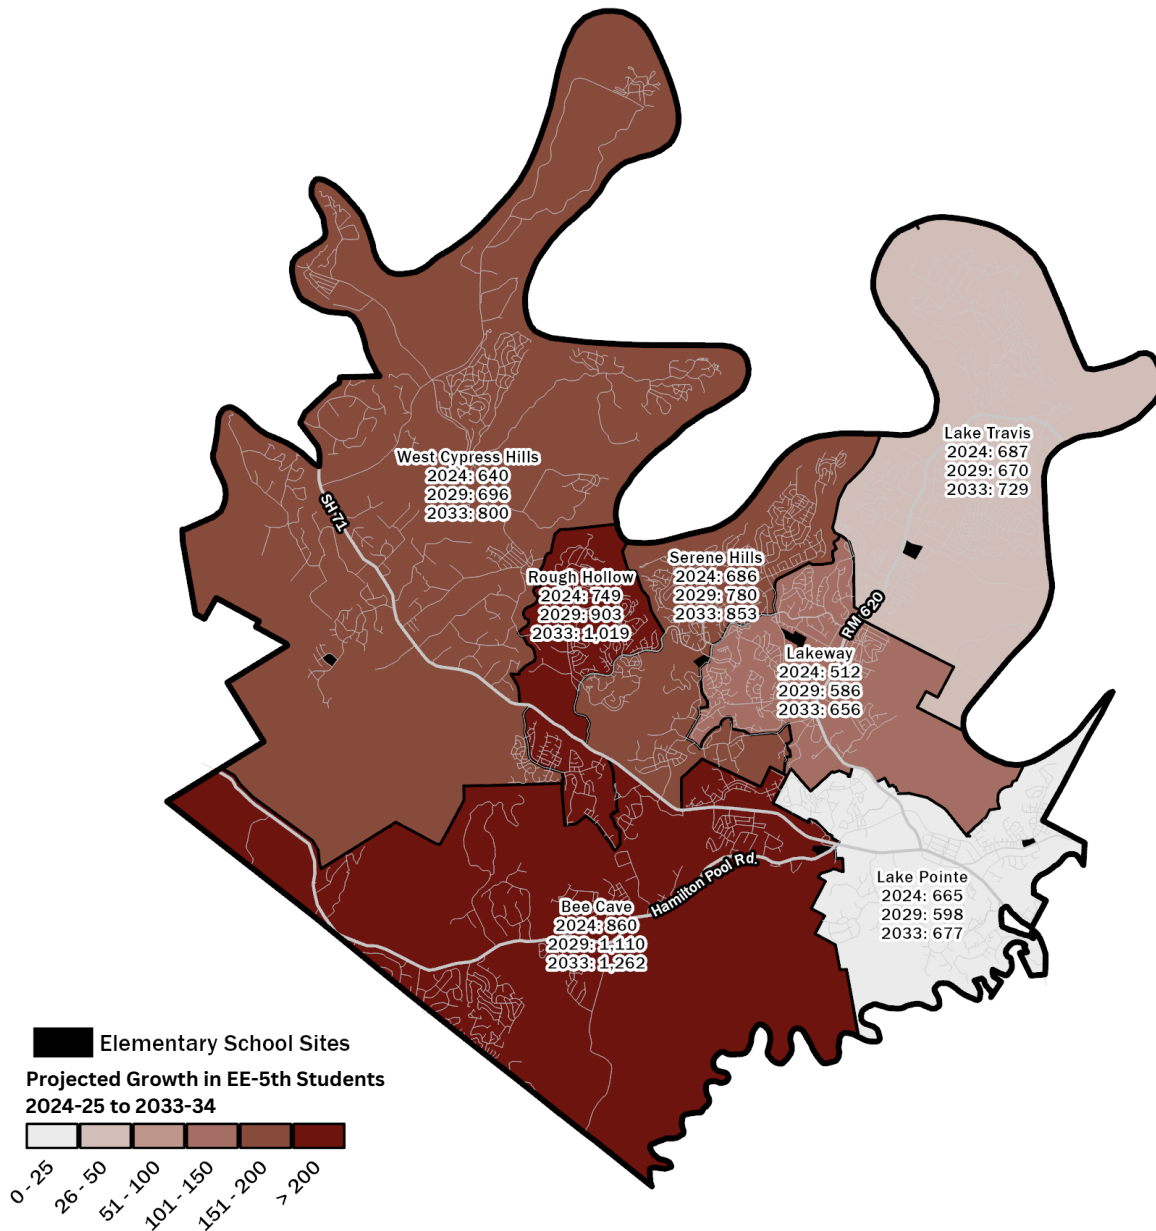 Lake Travis
2024: 687
2029: 670
2033: 729
West Cypress Hills
2024: 640
2029: 696
2033: 800
SH 71
Rough Hollow
2024: 749
2029: 903
2033: 1,019
Serene Hills
2024: 686
2029: 780
2033: 853
RM 620
Lakeway
2024: 512
2029: 586
2033: 656
Hamilton Pool Rd.
Bee Cave
2024: 860
2029: 1,110
2033: 1,262
Lake Pointe
2024: 665
2029: 598
2033: 677
Elementary School Sites
Projected Growth in EE-5th Students
2024-25 to 2033-34
0 - 25
26 - 50
51 - 100
101 - 150
151 - 200
> 200